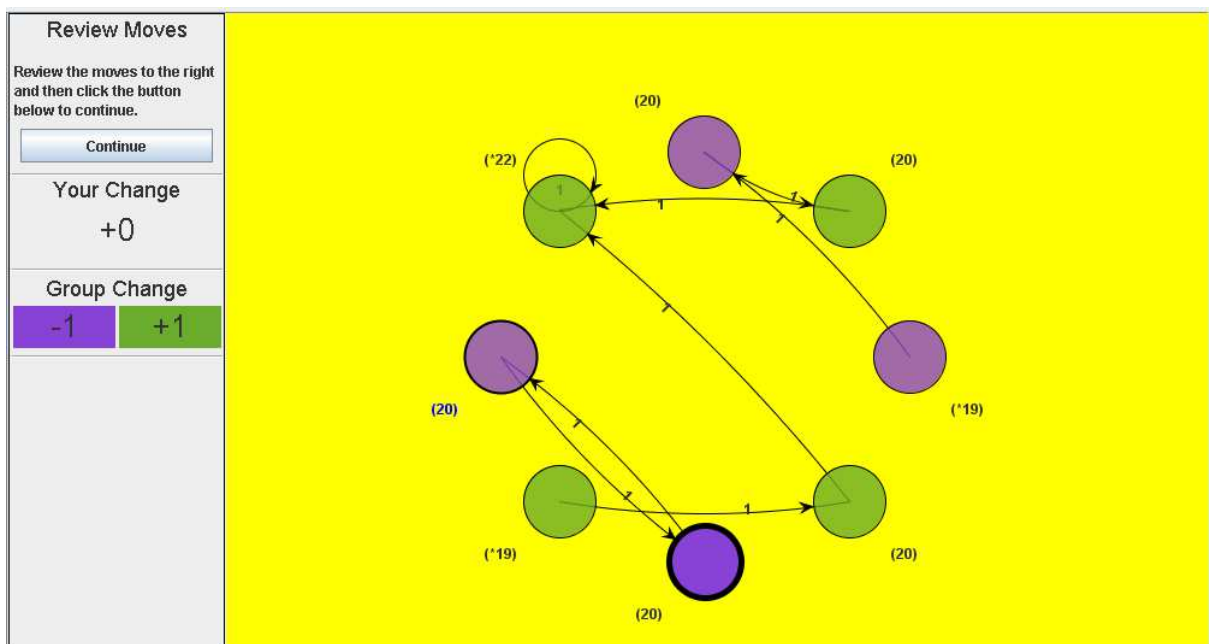 Review Moves
Review the moves to the right
and then click the button
below to continue.
Continue
Your Change
+0
Group Change
-1 +1
(20)
(*22)
(20)
1
1
1
1
1
(20)
(*19)
1
1
1
(*19)
(20)
(20)